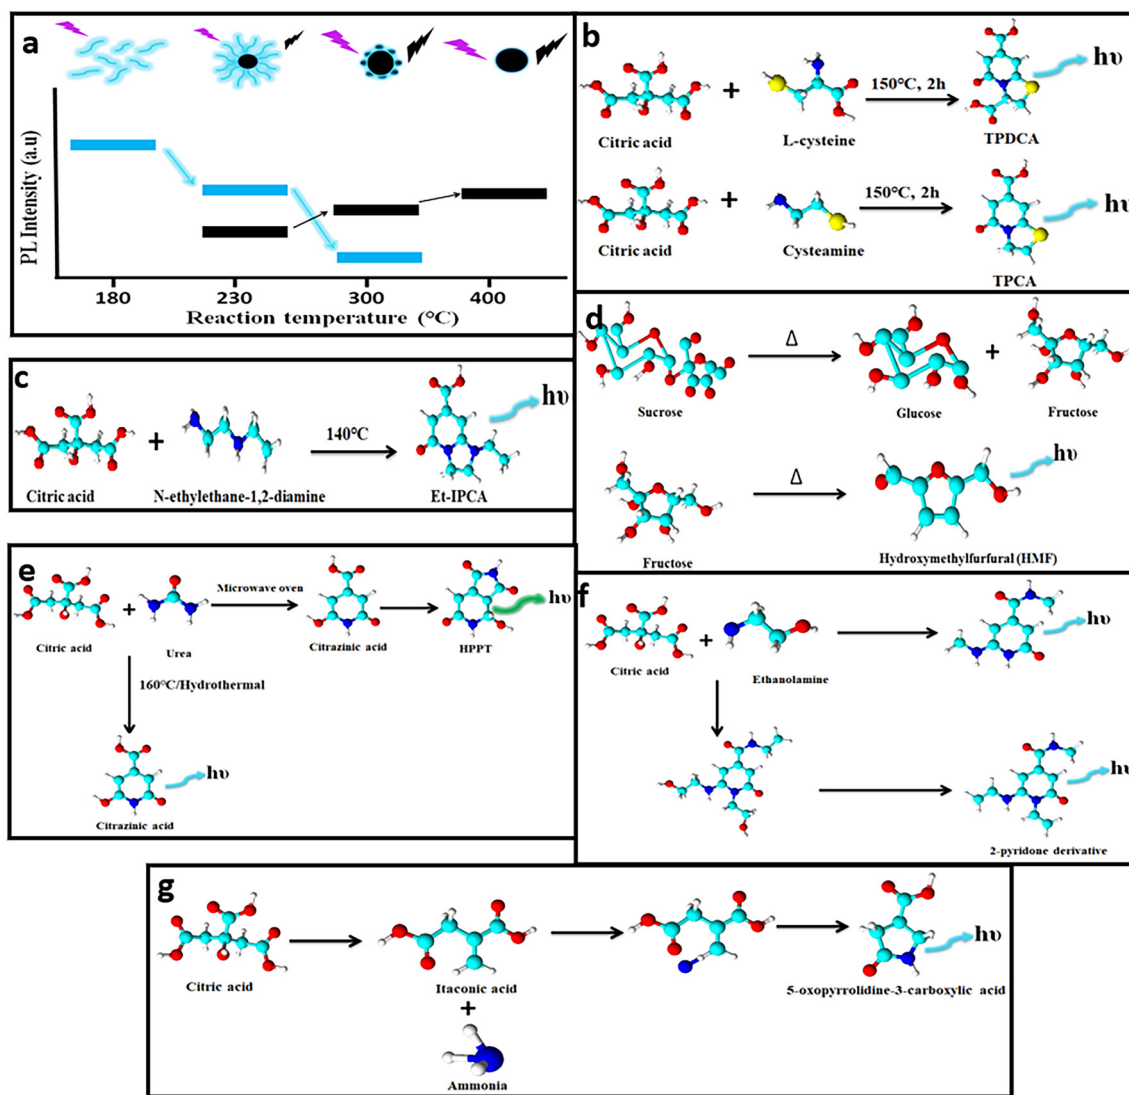 a
PL Intensity (a.u)
180
230
300
400
Reaction temperature (°C)
b
Citric acid
+
L-cysteine
150°C, 2h
TPDCA
hυ
Citric acid
+
Cysteamine
150°C, 2h
TPCA
hυ
c
Citric acid
+
N-ethylethane-1,2-diamine
140°C
Et-IPCA
hυ
d
Sucrose
Δ
Glucose
+
Fructose
Fructose
Δ
Hydroxymethylfurfural (HMF)
hυ
e
Citric acid
+
Urea
Microwave oven
Citrazinic acid
HPPT
hυ
160°C/Hydrothermal
Citrazinic acid
hυ
f
Citric acid
+
Ethanolamine
hυ
hυ
2-pyridone derivative
g
Citric acid
Itaconic acid
+
Ammonia
5-oxopyrrolidine-3-carboxylic acid
hυ